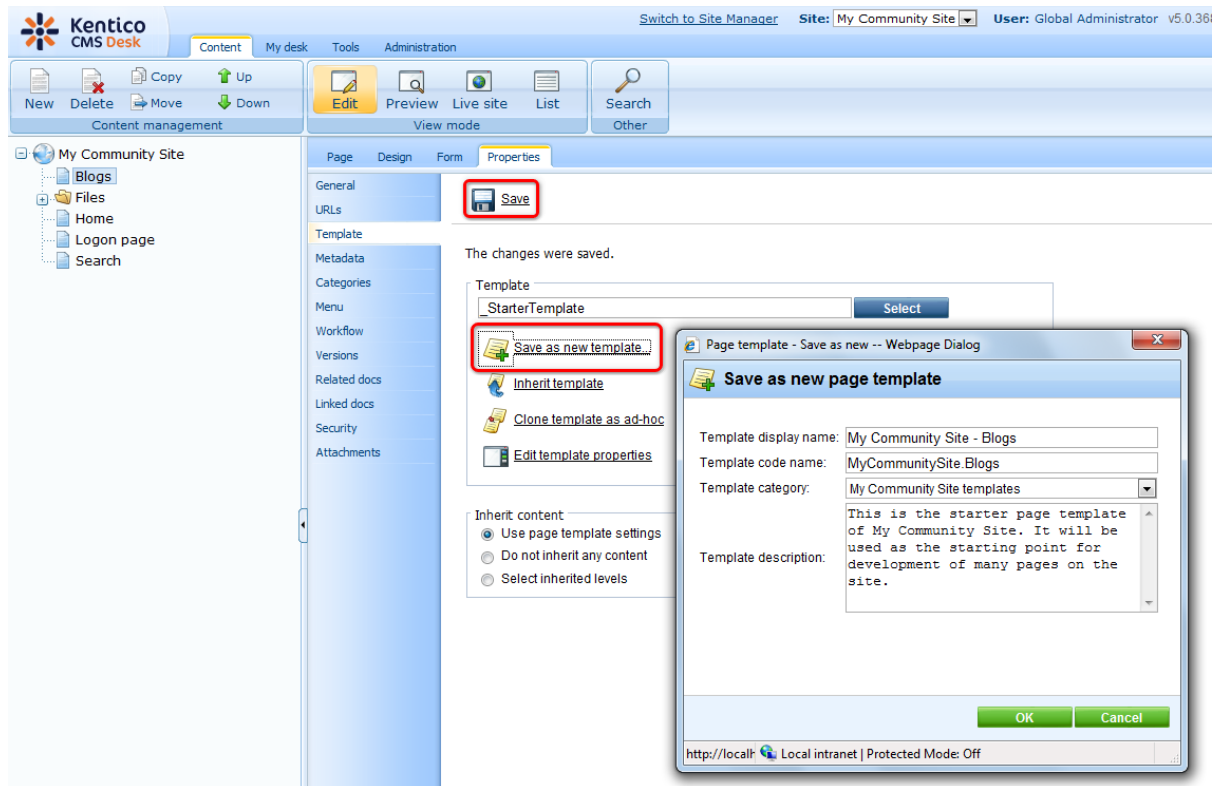 Kentico
CMS Desk
Switch to Site Manager Site: My Community Site User: Global Administrator v5.0.368
Content My desk Tools Administration
New Delete Copy Move Up Down
Content management
Edit Preview Live site List
View mode
Search
Other
My Community Site
Blogs
Files
Home
Logon page
Search
Page Design Form Properties
General
URLs
Template
Metadata
Categories
Menu
Workflow
Versions
Related docs
Linked docs
Security
Attachments
Save
The changes were saved.
Template
_StarterTemplate Select
Save as new template...
Inherit template
Clone template as ad-hoc
Edit template properties
Inherit content
Use page template settings
Do not inherit any content
Select inherited levels
Page template - Save as new -- Webpage Dialog
Save as new page template
Template display name: My Community Site - Blogs
Template code name: MyCommunitySite.Blogs
Template category: My Community Site templates
Template description:
This is the starter page template
of My Community Site. It will be
used as the starting point for
development of many pages on the
site.
OK Cancel
http://localh Local intranet | Protected Mode: Off